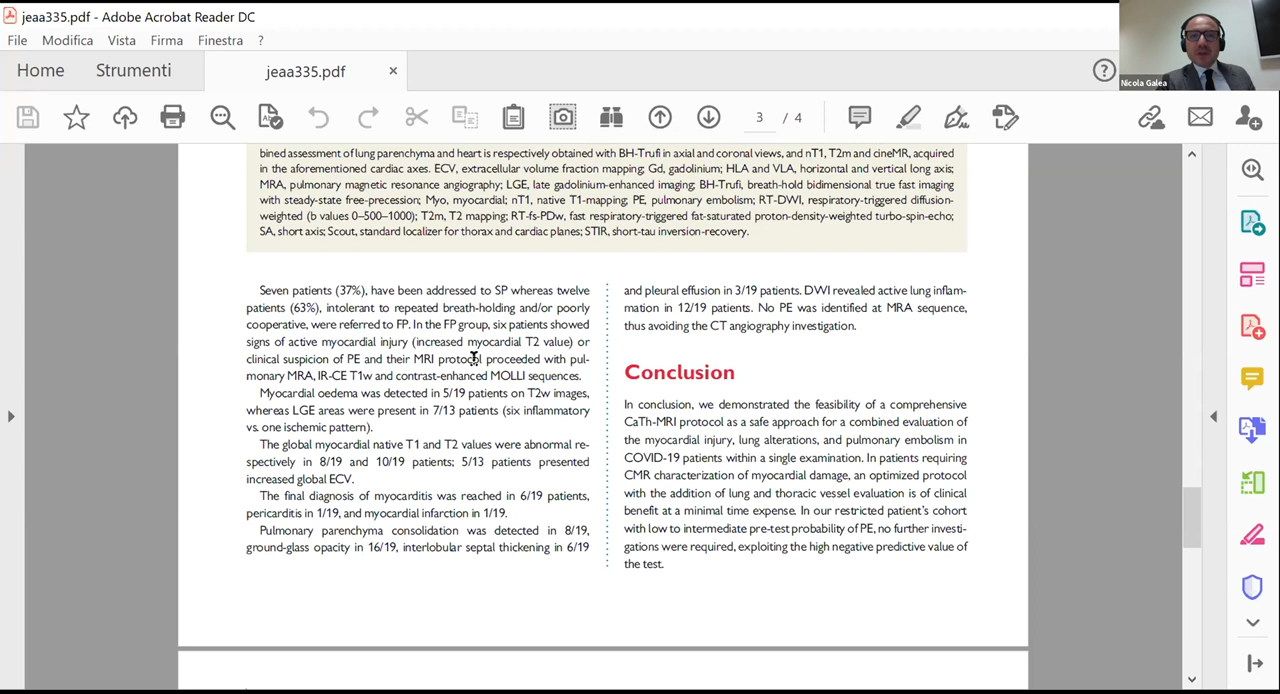 jeaa335.pdf - Adobe Acrobat Reader DC
File Modifica Vista Firma Finestra ?
Home Strumenti jeaa335.pdf ×
3 / 4
Nicola Galea
bined assessment of lung parenchyma and heart is respectively obtained with BH-Trufi in axial and coronal views, and nT1, T2m and cineMR, acquired
in the aforementioned cardiac axes. ECV, extracellular volume fraction mapping; Gd, gadolinium; HLA and VLA, horizontal and vertical long axis;
MRA, pulmonary magnetic resonance angiography; LGE, late gadolinium-enhanced imaging; BH-Trufi, breath-hold bidimensional true fast imaging
with steady-state free-precession; Myo, myocardial; nT1, native T1-mapping; PE, pulmonary embolism; RT-DWI, respiratory-triggered diffusion-
weighted (b values 0–500–1000); T2m, T2 mapping; RT-fs-PDw, fast respiratory-triggered fat-saturated proton-density-weighted turbo-spin-echo;
SA, short axis; Scout, standard localizer for thorax and cardiac planes; STIR, short-tau inversion-recovery.
Seven patients (37%), have been addressed to SP whereas twelve
patients (63%), intolerant to repeated breath-holding and/or poorly
cooperative, were referred to FP. In the FP group, six patients showed
signs of active myocardial injury (increased myocardial T2 value) or
clinical suspicion of PE and their MRI protocol proceeded with pul-
monary MRA, IR-CE T1w and contrast-enhanced MOLLI sequences.
Myocardial oedema was detected in 5/19 patients on T2w images,
whereas LGE areas were present in 7/13 patients (six inflammatory
vs. one ischemic pattern).
The global myocardial native T1 and T2 values were abnormal re-
spectively in 8/19 and 10/19 patients; 5/13 patients presented
increased global ECV.
The final diagnosis of myocarditis was reached in 6/19 patients,
pericarditis in 1/19, and myocardial infarction in 1/19.
Pulmonary parenchyma consolidation was detected in 8/19,
ground-glass opacity in 16/19, interlobular septal thickening in 6/19
and pleural effusion in 3/19 patients. DWI revealed active lung inflam-
mation in 12/19 patients. No PE was identified at MRA sequence,
thus avoiding the CT angiography investigation.
Conclusion
In conclusion, we demonstrated the feasibility of a comprehensive
CaTh-MRI protocol as a safe approach for a combined evaluation of
the myocardial injury, lung alterations, and pulmonary embolism in
COVID-19 patients within a single examination. In patients requiring
CMR characterization of myocardial damage, an optimized protocol
with the addition of lung and thoracic vessel evaluation is of clinical
benefit at a minimal time expense. In our restricted patient's cohort
with low to intermediate pre-test probability of PE, no further investi-
gations were required, exploiting the high negative predictive value of
the test.